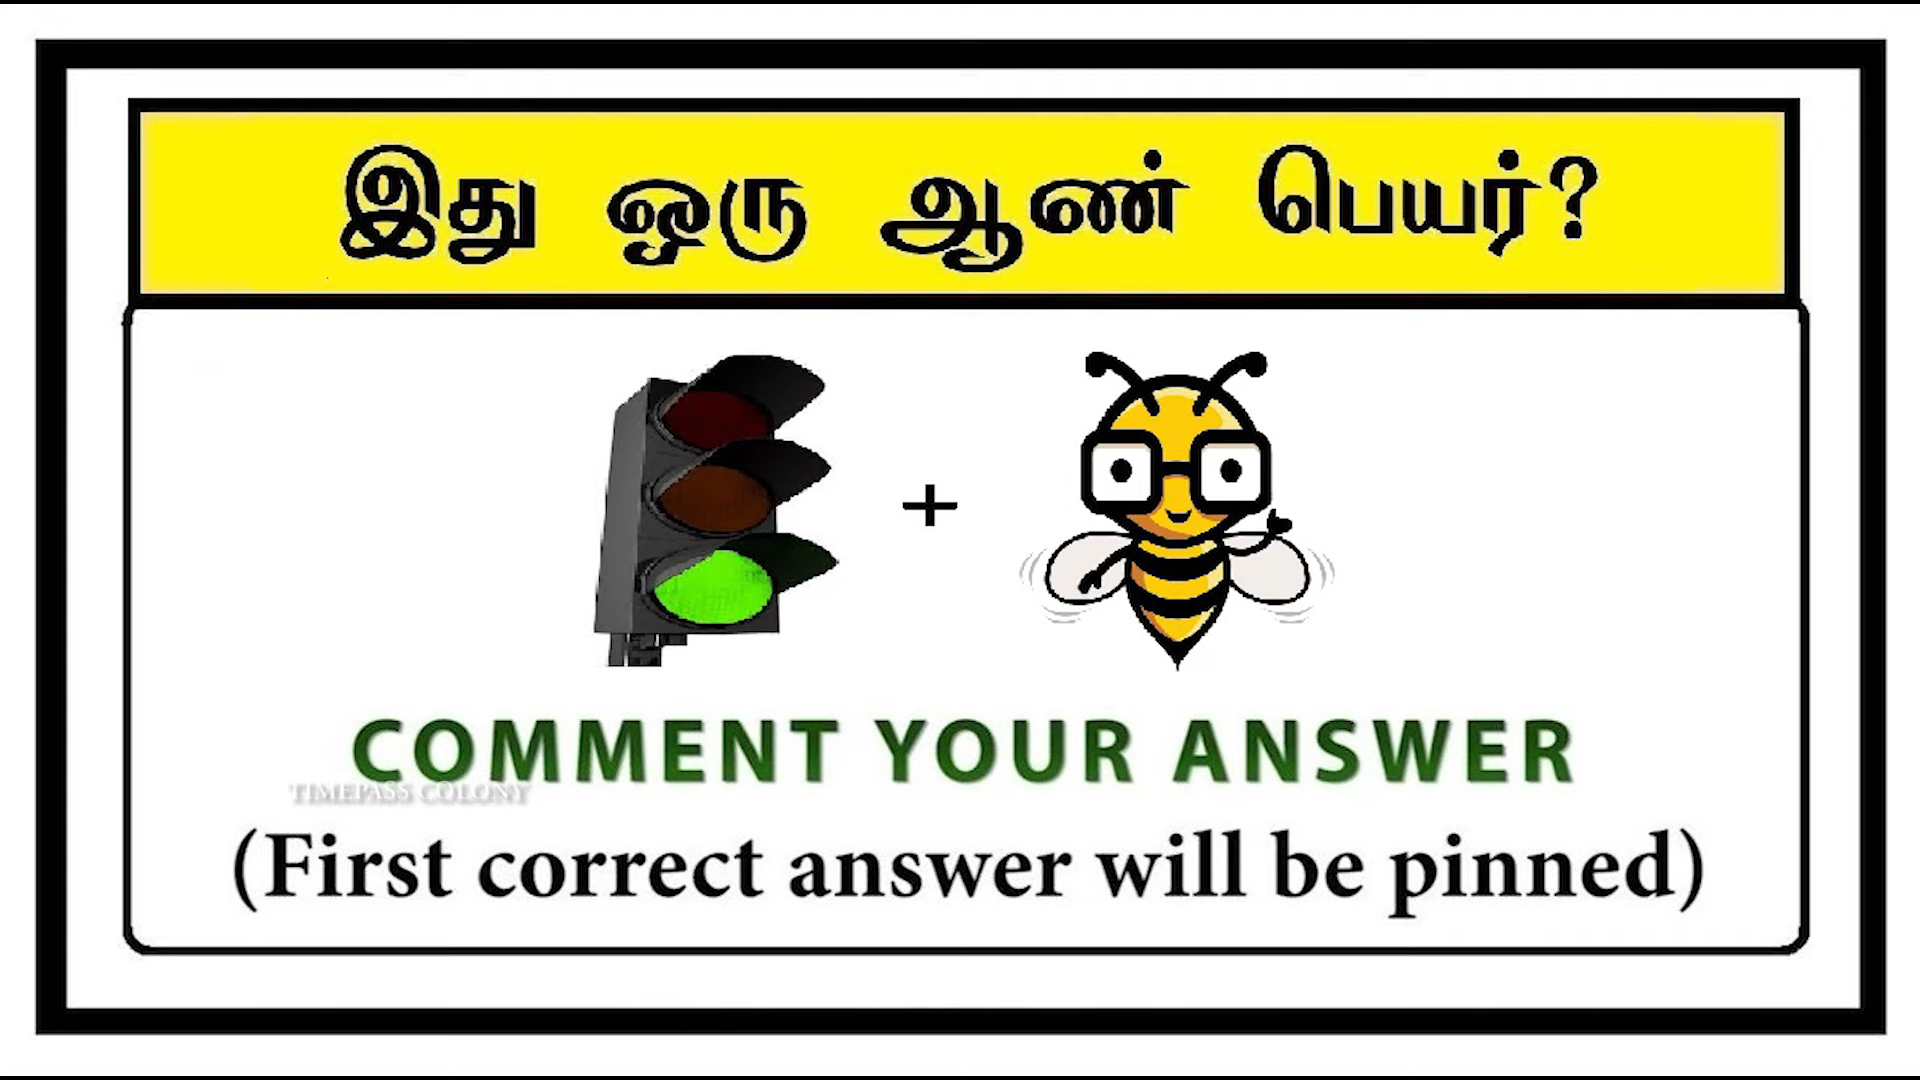 இது ஒரு ஆண் பெயர்?
+
COMMENT YOUR ANSWER
TIMEPASS COLONY
(First correct answer will be pinned)